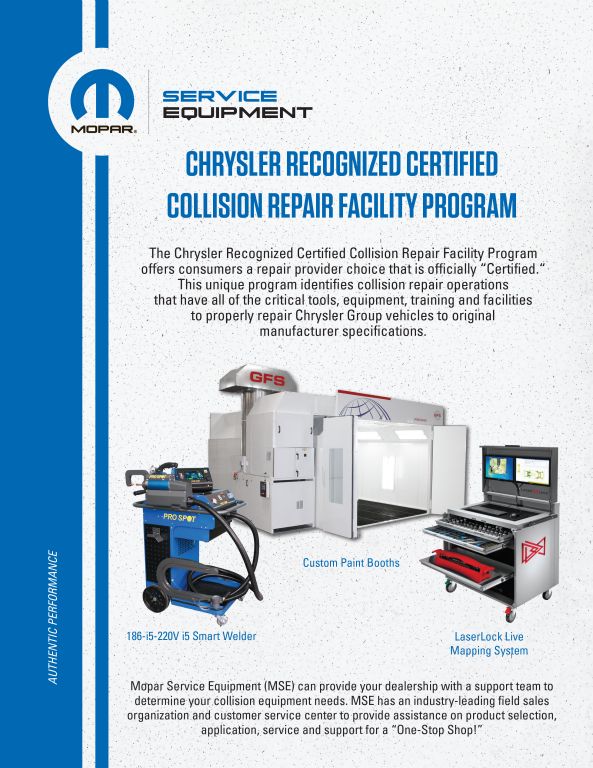 MOPAR®
SERVICE
EQUIPMENT
CHRYSLER RECOGNIZED CERTIFIED
COLLISION REPAIR FACILITY PROGRAM
The Chrysler Recognized Certified Collision Repair Facility Program
offers consumers a repair provider choice that is officially “Certified.“
This unique program identifies collision repair operations
that have all of the critical tools, equipment, training and facilities
to properly repair Chrysler Group vehicles to original
manufacturer specifications.
GFS
GFS
PRO SPOT
Custom Paint Booths
186-i5-220V i5 Smart Welder
LaserLock Live
Mapping System
AUTHENTIC PERFORMANCE
Mopar Service Equipment (MSE) can provide your dealership with a support team to
determine your collision equipment needs. MSE has an industry-leading field sales
organization and customer service center to provide assistance on product selection,
application, service and support for a “One-Stop Shop!”